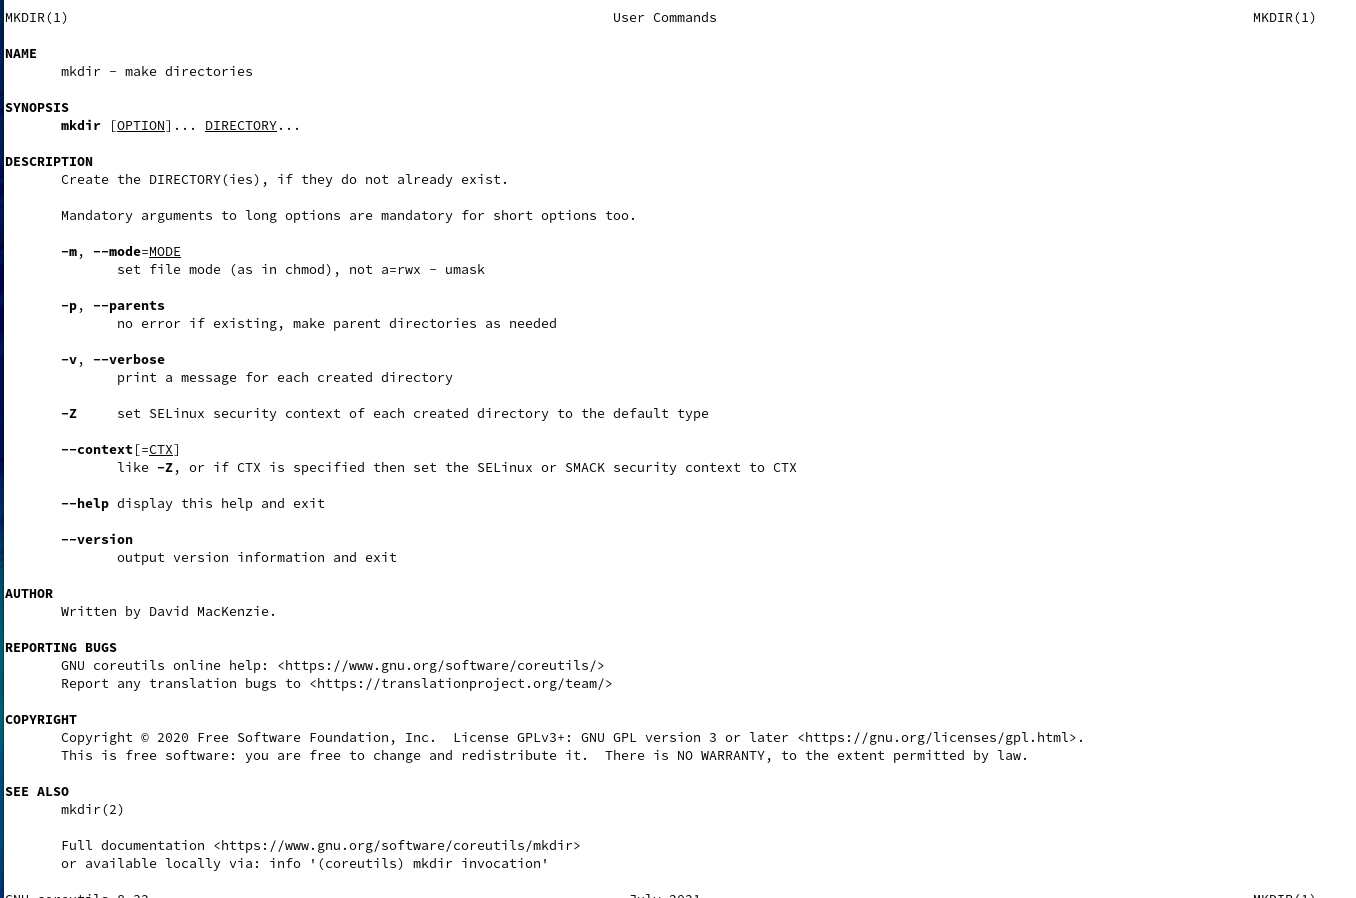 MKDIR(1) User Commands MKDIR(1)
NAME
mkdir - make directories
SYNOPSIS
mkdir [OPTION]... DIRECTORY...
DESCRIPTION
Create the DIRECTORY(ies), if they do not already exist.
Mandatory arguments to long options are mandatory for short options too.
-m, --mode=MODE
set file mode (as in chmod), not a=rwx - umask
-p, --parents
no error if existing, make parent directories as needed
-v, --verbose
print a message for each created directory
-Z set SELinux security context of each created directory to the default type
--context[=CTX]
like -Z, or if CTX is specified then set the SELinux or SMACK security context to CTX
--help display this help and exit
--version
output version information and exit
AUTHOR
Written by David MacKenzie.
REPORTING BUGS
GNU coreutils online help: <https://www.gnu.org/software/coreutils/>
Report any translation bugs to <https://translationproject.org/team/>
COPYRIGHT
Copyright © 2020 Free Software Foundation, Inc. License GPLv3+: GNU GPL version 3 or later <https://gnu.org/licenses/gpl.html>.
This is free software: you are free to change and redistribute it. There is NO WARRANTY, to the extent permitted by law.
SEE ALSO
mkdir(2)
Full documentation <https://www.gnu.org/software/coreutils/mkdir>
or available locally via: info '(coreutils) mkdir invocation'
GNU coreutils July 2021 MKDIR(1)